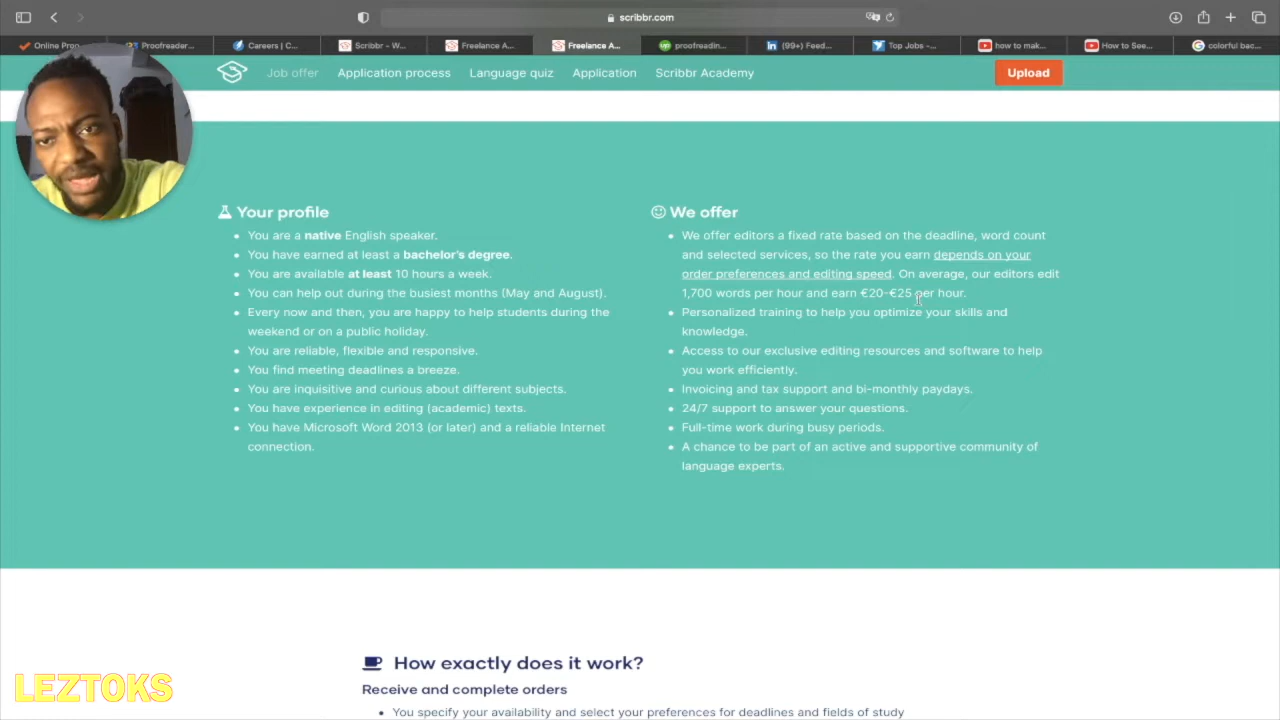 scribbr.com
Online Prop
Proofreader...
Careers | C...
Scribbr - W...
Freelance A...
Freelance A...
proofreadin...
(99+) Feed...
Top Jobs -...
how to mak...
How to See...
colorful bac...
Job offer
Application process
Language quiz
Application
Scribbr Academy
Upload
Your profile
You are a native English speaker.
You have earned at least a bachelor's degree.
You are available at least 10 hours a week.
You can help out during the busiest months (May and August).
Every now and then, you are happy to help students during the
weekend or on a public holiday.
You are reliable, flexible and responsive.
You find meeting deadlines a breeze.
You are inquisitive and curious about different subjects.
You have experience in editing (academic) texts.
You have Microsoft Word 2013 (or later) and a reliable Internet
connection.
We offer
We offer editors a fixed rate based on the deadline, word count
and selected services, so the rate you earn depends on your
order preferences and editing speed. On average, our editors edit
1,700 words per hour and earn €20–€25 per hour.
Personalized training to help you optimize your skills and
knowledge.
Access to our exclusive editing resources and software to help
you work efficiently.
Invoicing and tax support and bi-monthly paydays.
24/7 support to answer your questions.
Full-time work during busy periods.
A chance to be part of an active and supportive community of
language experts.
How exactly does it work?
Receive and complete orders
You specify your availability and select your preferences for deadlines and fields of study
LEZTOKS